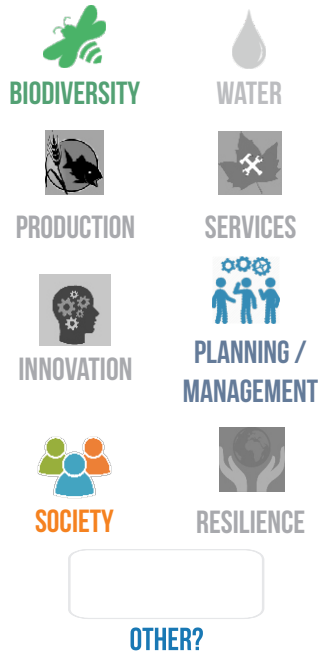 BIODIVERSITY
WATER
PRODUCTION
SERVICES
INNOVATION
PLANNING /
MANAGEMENT
SOCIETY
RESILIENCE
OTHER?